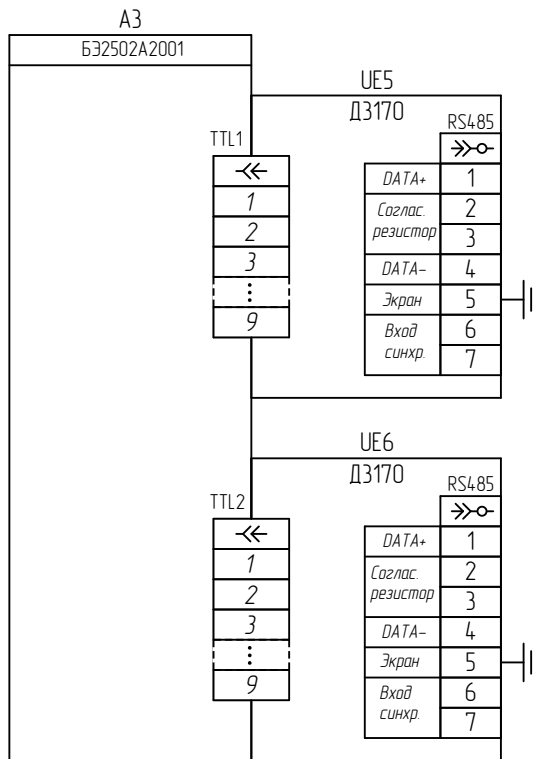 А3
БЭ2502А2001
UE5
Д3170
RS485
TTL1
1
2
3
9
DATA+ 1
Соглас. 2
резистор 3
DATA− 4
Экран 5
Вход 6
синхр. 7
UE6
Д3170
RS485
TTL2
1
2
3
9
DATA+ 1
Соглас. 2
резистор 3
DATA− 4
Экран 5
Вход 6
синхр. 7